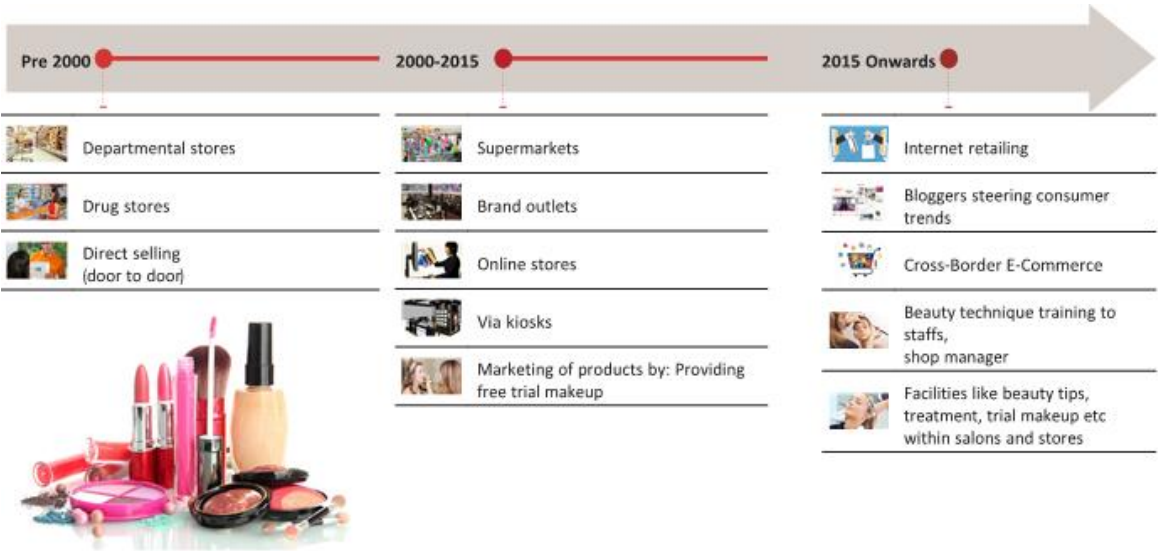 Pre 2000
2000-2015
2015 Onwards
Departmental stores
Drug stores
Direct selling
(door to door)
Supermarkets
Brand outlets
Online stores
Via kiosks
Marketing of products by: Providing
free trial makeup
Internet retailing
Bloggers steering consumer
trends
Cross-Border E-Commerce
Beauty technique training to
staffs,
shop manager
Facilities like beauty tips,
treatment, trial makeup etc
within salons and stores